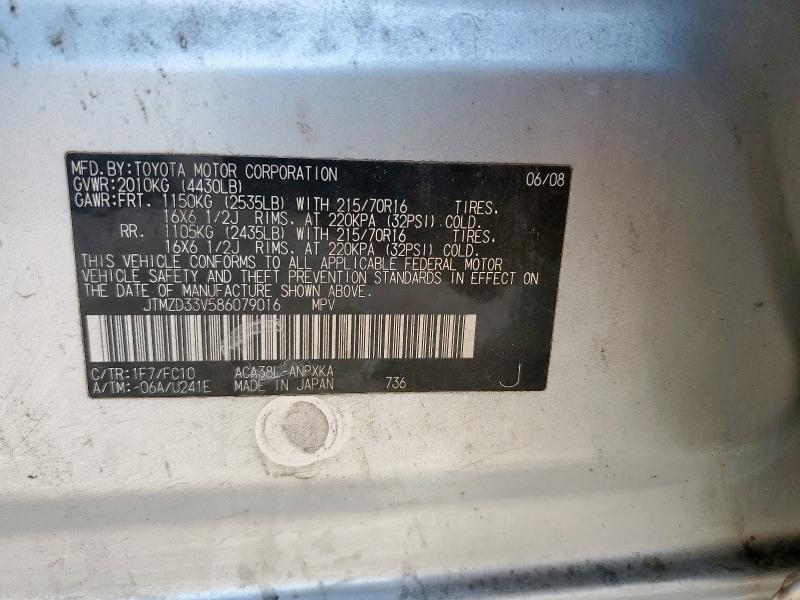 MFD.BY:TOYOTA MOTOR CORPORATION 06/08
GVWR:2010KG (4430LB)
GAWR:FRT. 1150KG (2535LB) WITH 215/70R16 TIRES,
16X6 1/2J RIMS, AT 220KPA (32PSI) COLD.
RR. 1105KG (2435LB) WITH 215/70R16 TIRES,
16X6 1/2J RIMS, AT 220KPA (32PSI) COLD.
THIS VEHICLE CONFORMS TO ALL APPLICABLE FEDERAL MOTOR
VEHICLE SAFETY AND THEFT PREVENTION STANDARDS IN EFFECT ON
THE DATE OF MANUFACTURE SHOWN ABOVE.
JTMZD33V586079016 MPV
C/TR:1F7/FC10 ACA38L-ANPXKA
A/TM:-06A/U241E MADE IN JAPAN 736 J